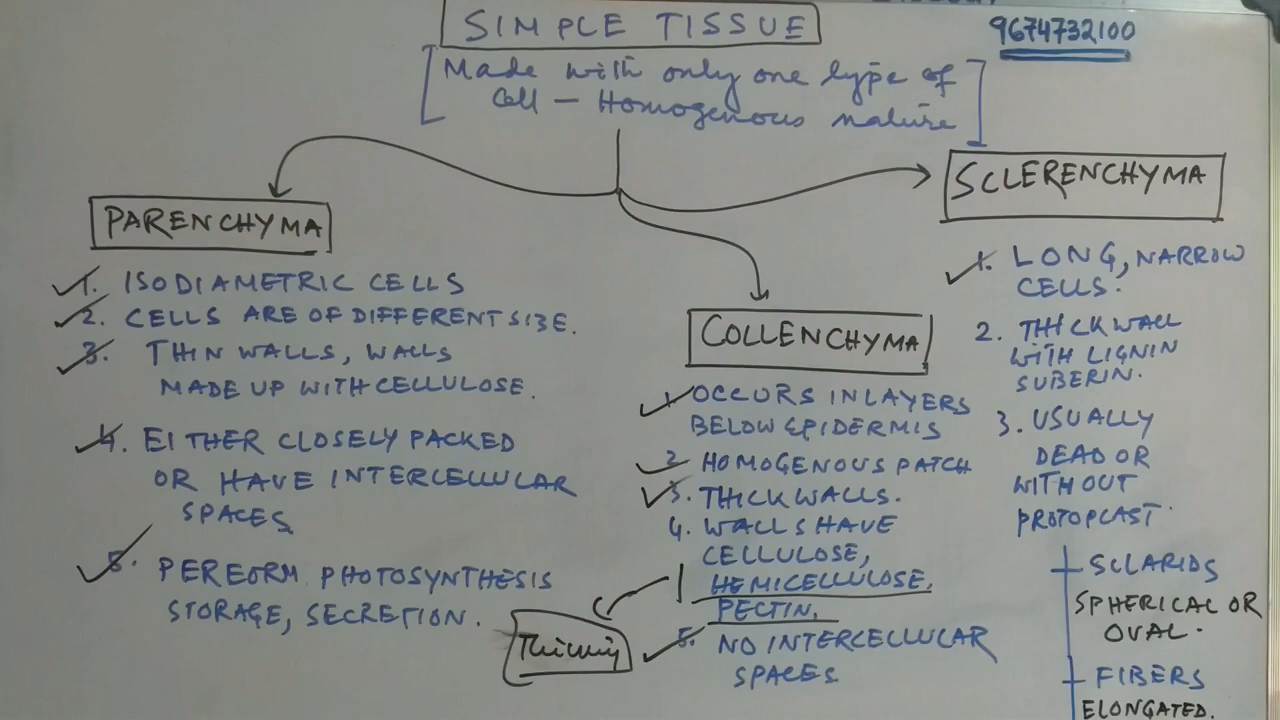 SIMPLE TISSUE
9674732100
[Made with only one type of
Cell – Homogenous nature]
PARENCHYMA
1. ISODIAMETRIC CELLS
2. CELLS ARE OF DIFFERENT SIZE.
3. THIN WALLS, WALLS
MADE UP WITH CELLULOSE.
4. EITHER CLOSELY PACKED
OR HAVE INTERCELLULAR
SPACES
5. PERFORM PHOTOSYNTHESIS
STORAGE, SECRETION.
COLLENCHYMA
1. OCCURS IN LAYERS
BELOW EPIDERMIS
2. HOMOGENOUS PATCH
3. THICK WALLS.
4. WALLS HAVE
CELLULOSE,
HEMICELLULOSE,
PECTIN,
5. NO INTERCELLULAR
SPACES
SCLERENCHYMA
1. LONG, NARROW
CELLS.
2. THICK WALL
WITH LIGNIN
SUBERIN.
3. USUALLY
DEAD OR
WITHOUT
PROTOPLAST.
SCLARIDS
SPHERICAL OR
OVAL.
FIBERS
ELONGATED.